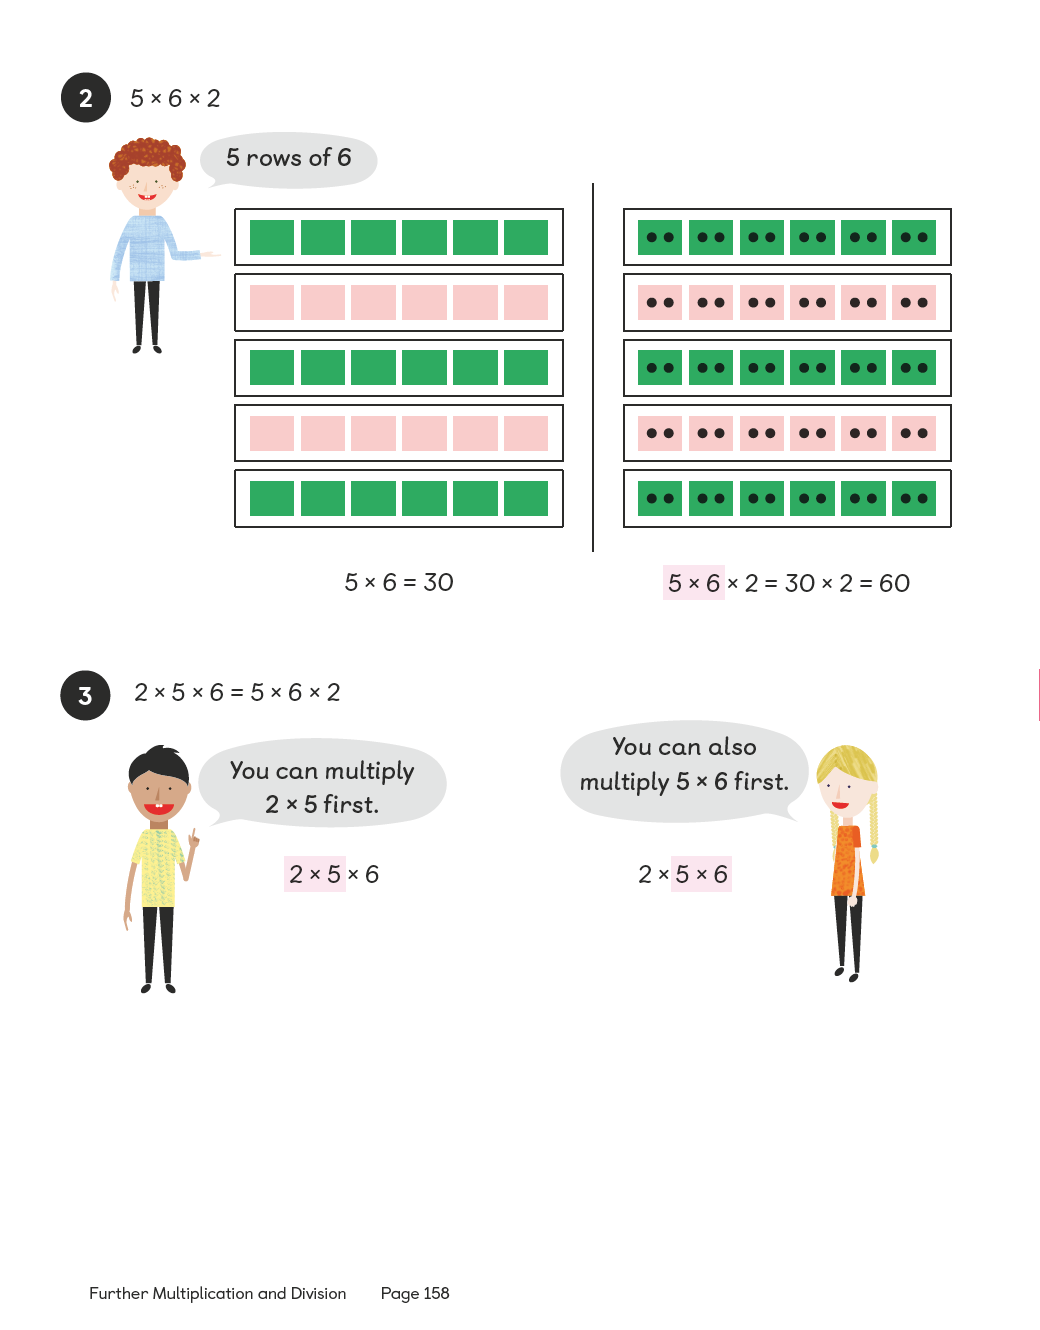 2
5 × 6 × 2
5 rows of 6
5 × 6 = 30
5 × 6 × 2 = 30 × 2 = 60
3
2 × 5 × 6 = 5 × 6 × 2
You can multiply
2 × 5 first.
2 × 5 × 6
You can also
multiply 5 × 6 first.
2 × 5 × 6
Further Multiplication and Division Page 158